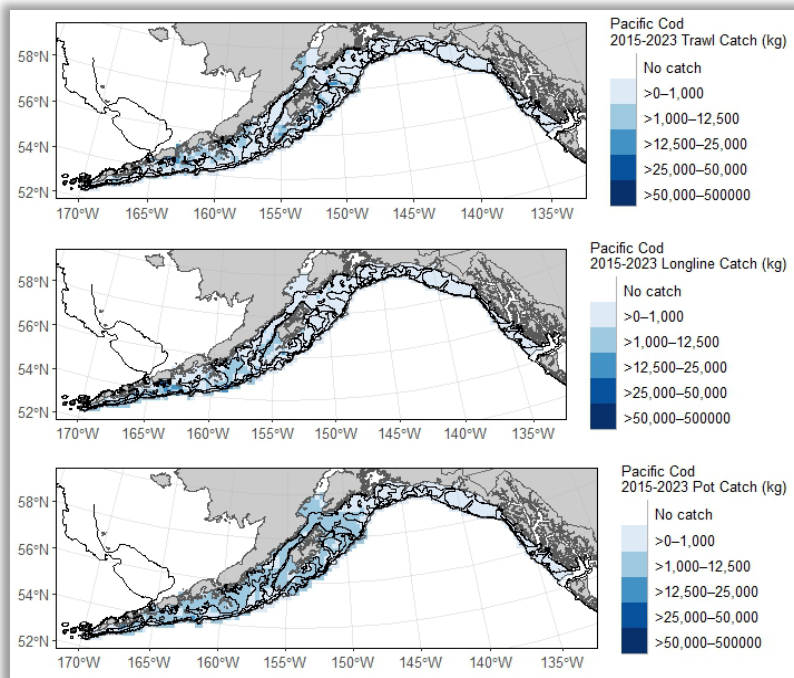 Pacific Cod
2015-2023 Trawl Catch (kg)
No catch
>0–1,000
>1,000–12,500
>12,500–25,000
>25,000–50,000
>50,000–500000
58°N
56°N
54°N
52°N
170°W 165°W 160°W 155°W 150°W 145°W 140°W 135°W
Pacific Cod
2015-2023 Longline Catch (kg)
No catch
>0–1,000
>1,000–12,500
>12,500–25,000
>25,000–50,000
>50,000–500000
58°N
56°N
54°N
52°N
170°W 165°W 160°W 155°W 150°W 145°W 140°W 135°W
Pacific Cod
2015-2023 Pot Catch (kg)
No catch
>0–1,000
>1,000–12,500
>12,500–25,000
>25,000–50,000
>50,000–500000
58°N
56°N
54°N
52°N
170°W 165°W 160°W 155°W 150°W 145°W 140°W 135°W